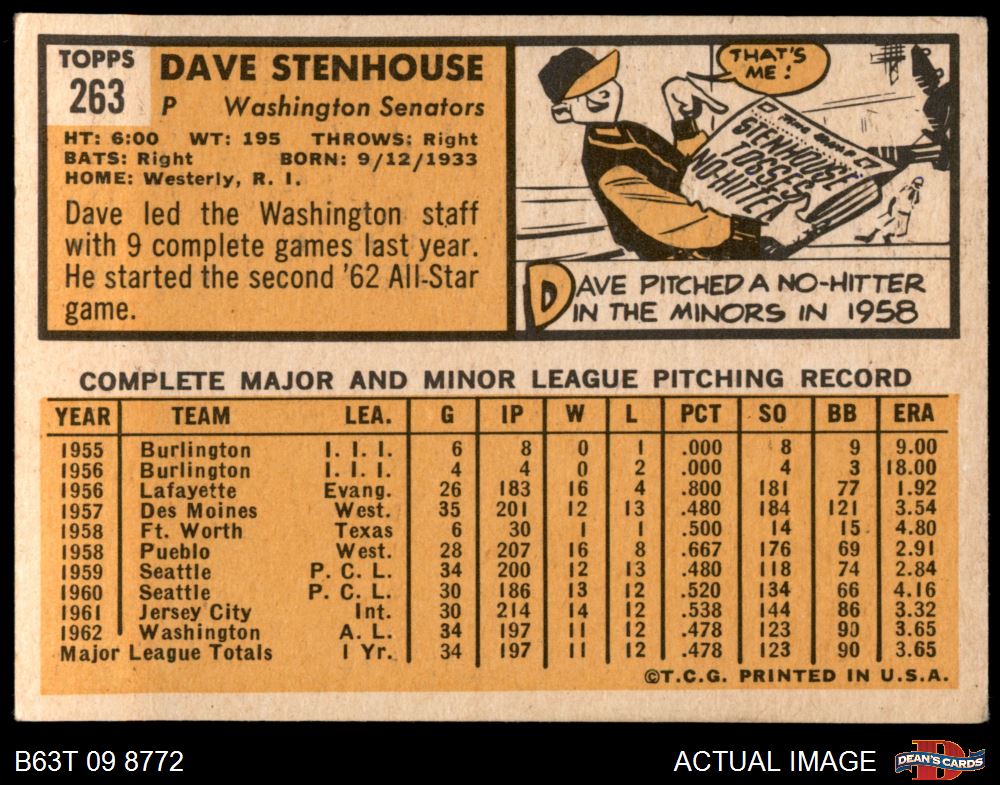 TOPPS
263
DAVE STENHOUSE
P Washington Senators
HT: 6:00 WT: 195 THROWS: Right
BATS: Right BORN: 9/12/1933
HOME: Westerly, R. I.
Dave led the Washington staff
with 9 complete games last year.
He started the second '62 All-Star
game.
THAT'S
ME!
STENHOUSE
TOSSES
NO-HITTER
DAVE PITCHED A NO-HITTER
IN THE MINORS IN 1958
COMPLETE MAJOR AND MINOR LEAGUE PITCHING RECORD
YEAR TEAM LEA. G IP W L PCT SO BB ERA
1955 Burlington I. I. I. 6 8 0 1 .000 8 9 9.00
1956 Burlington I. I. I. 4 4 0 2 .000 4 3 18.00
1956 Lafayette Evang. 26 183 16 4 .800 181 77 1.92
1957 Des Moines West. 35 201 12 13 .480 184 121 3.54
1958 Ft. Worth Texas 6 30 1 1 .500 14 15 4.80
1958 Pueblo West. 28 207 16 8 .667 176 69 2.91
1959 Seattle P. C. L. 34 200 12 13 .480 118 74 2.84
1960 Seattle P. C. L. 30 186 13 12 .520 134 66 4.16
1961 Jersey City Int. 30 214 14 12 .538 144 86 3.32
1962 Washington A. L. 34 197 11 12 .478 123 90 3.65
Major League Totals 1 Yr. 34 197 11 12 .478 123 90 3.65
©T.C.G. PRINTED IN U.S.A.
B63T 09 8772
ACTUAL IMAGE
DEAN'S CARDS